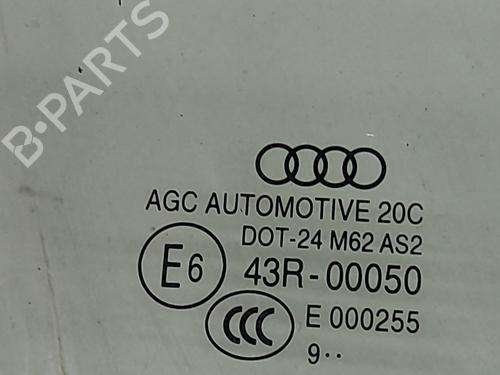 B-PARTS
AGC AUTOMOTIVE 20C
DOT-24 M62 AS2
E6 43R-00050
CCC E 000255
9··